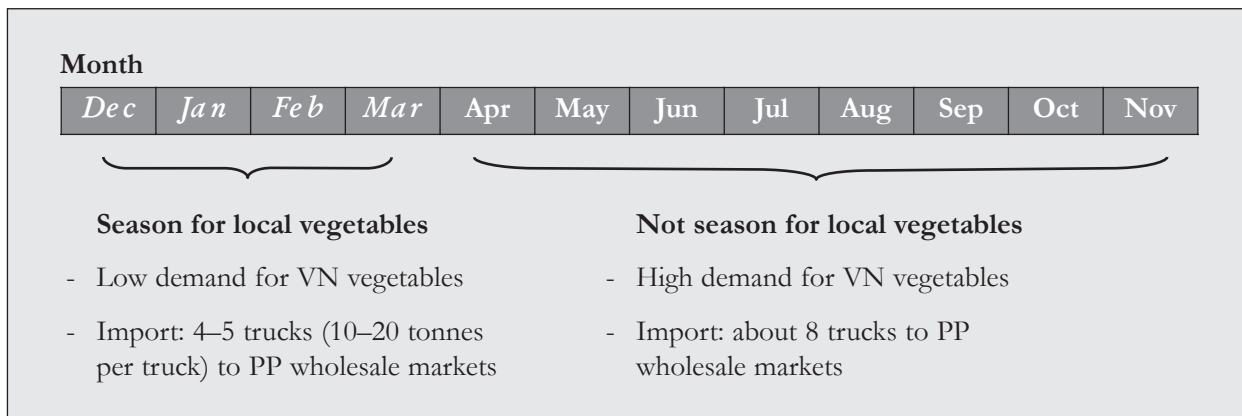 Month
Dec Jan Feb Mar Apr May Jun Jul Aug Sep Oct Nov
Season for local vegetables
- Low demand for VN vegetables
- Import: 4–5 trucks (10–20 tonnes
per truck) to PP wholesale markets
Not season for local vegetables
- High demand for VN vegetables
- Import: about 8 trucks to PP
wholesale markets